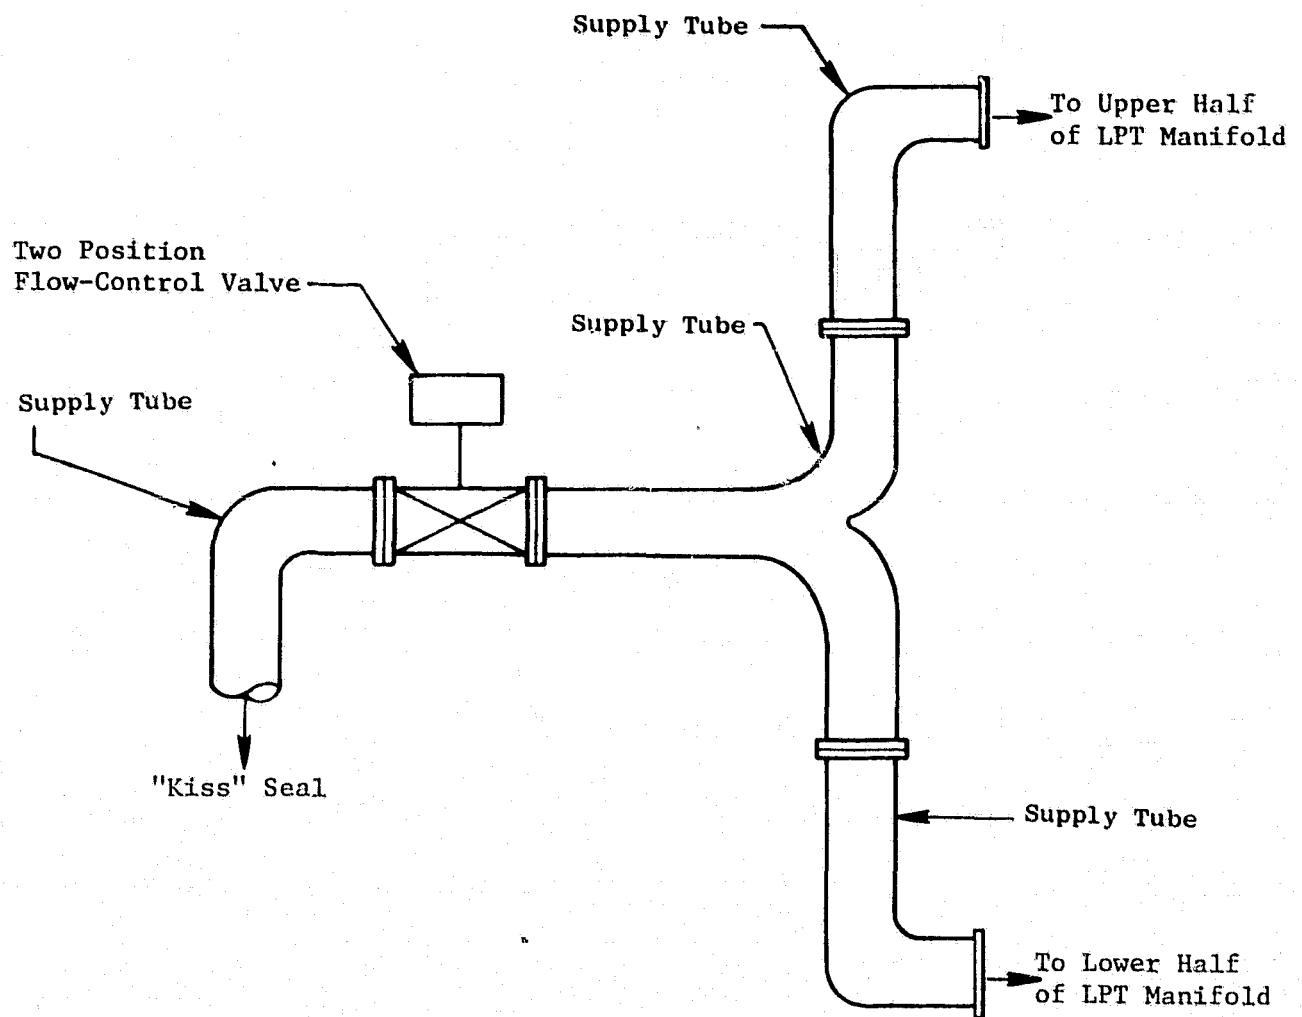 Supply Tube
To Upper Half
of LPT Manifold
Two Position
Flow-Control Valve
Supply Tube
Supply Tube
"Kiss" Seal
Supply Tube
To Lower Half
of LPT Manifold